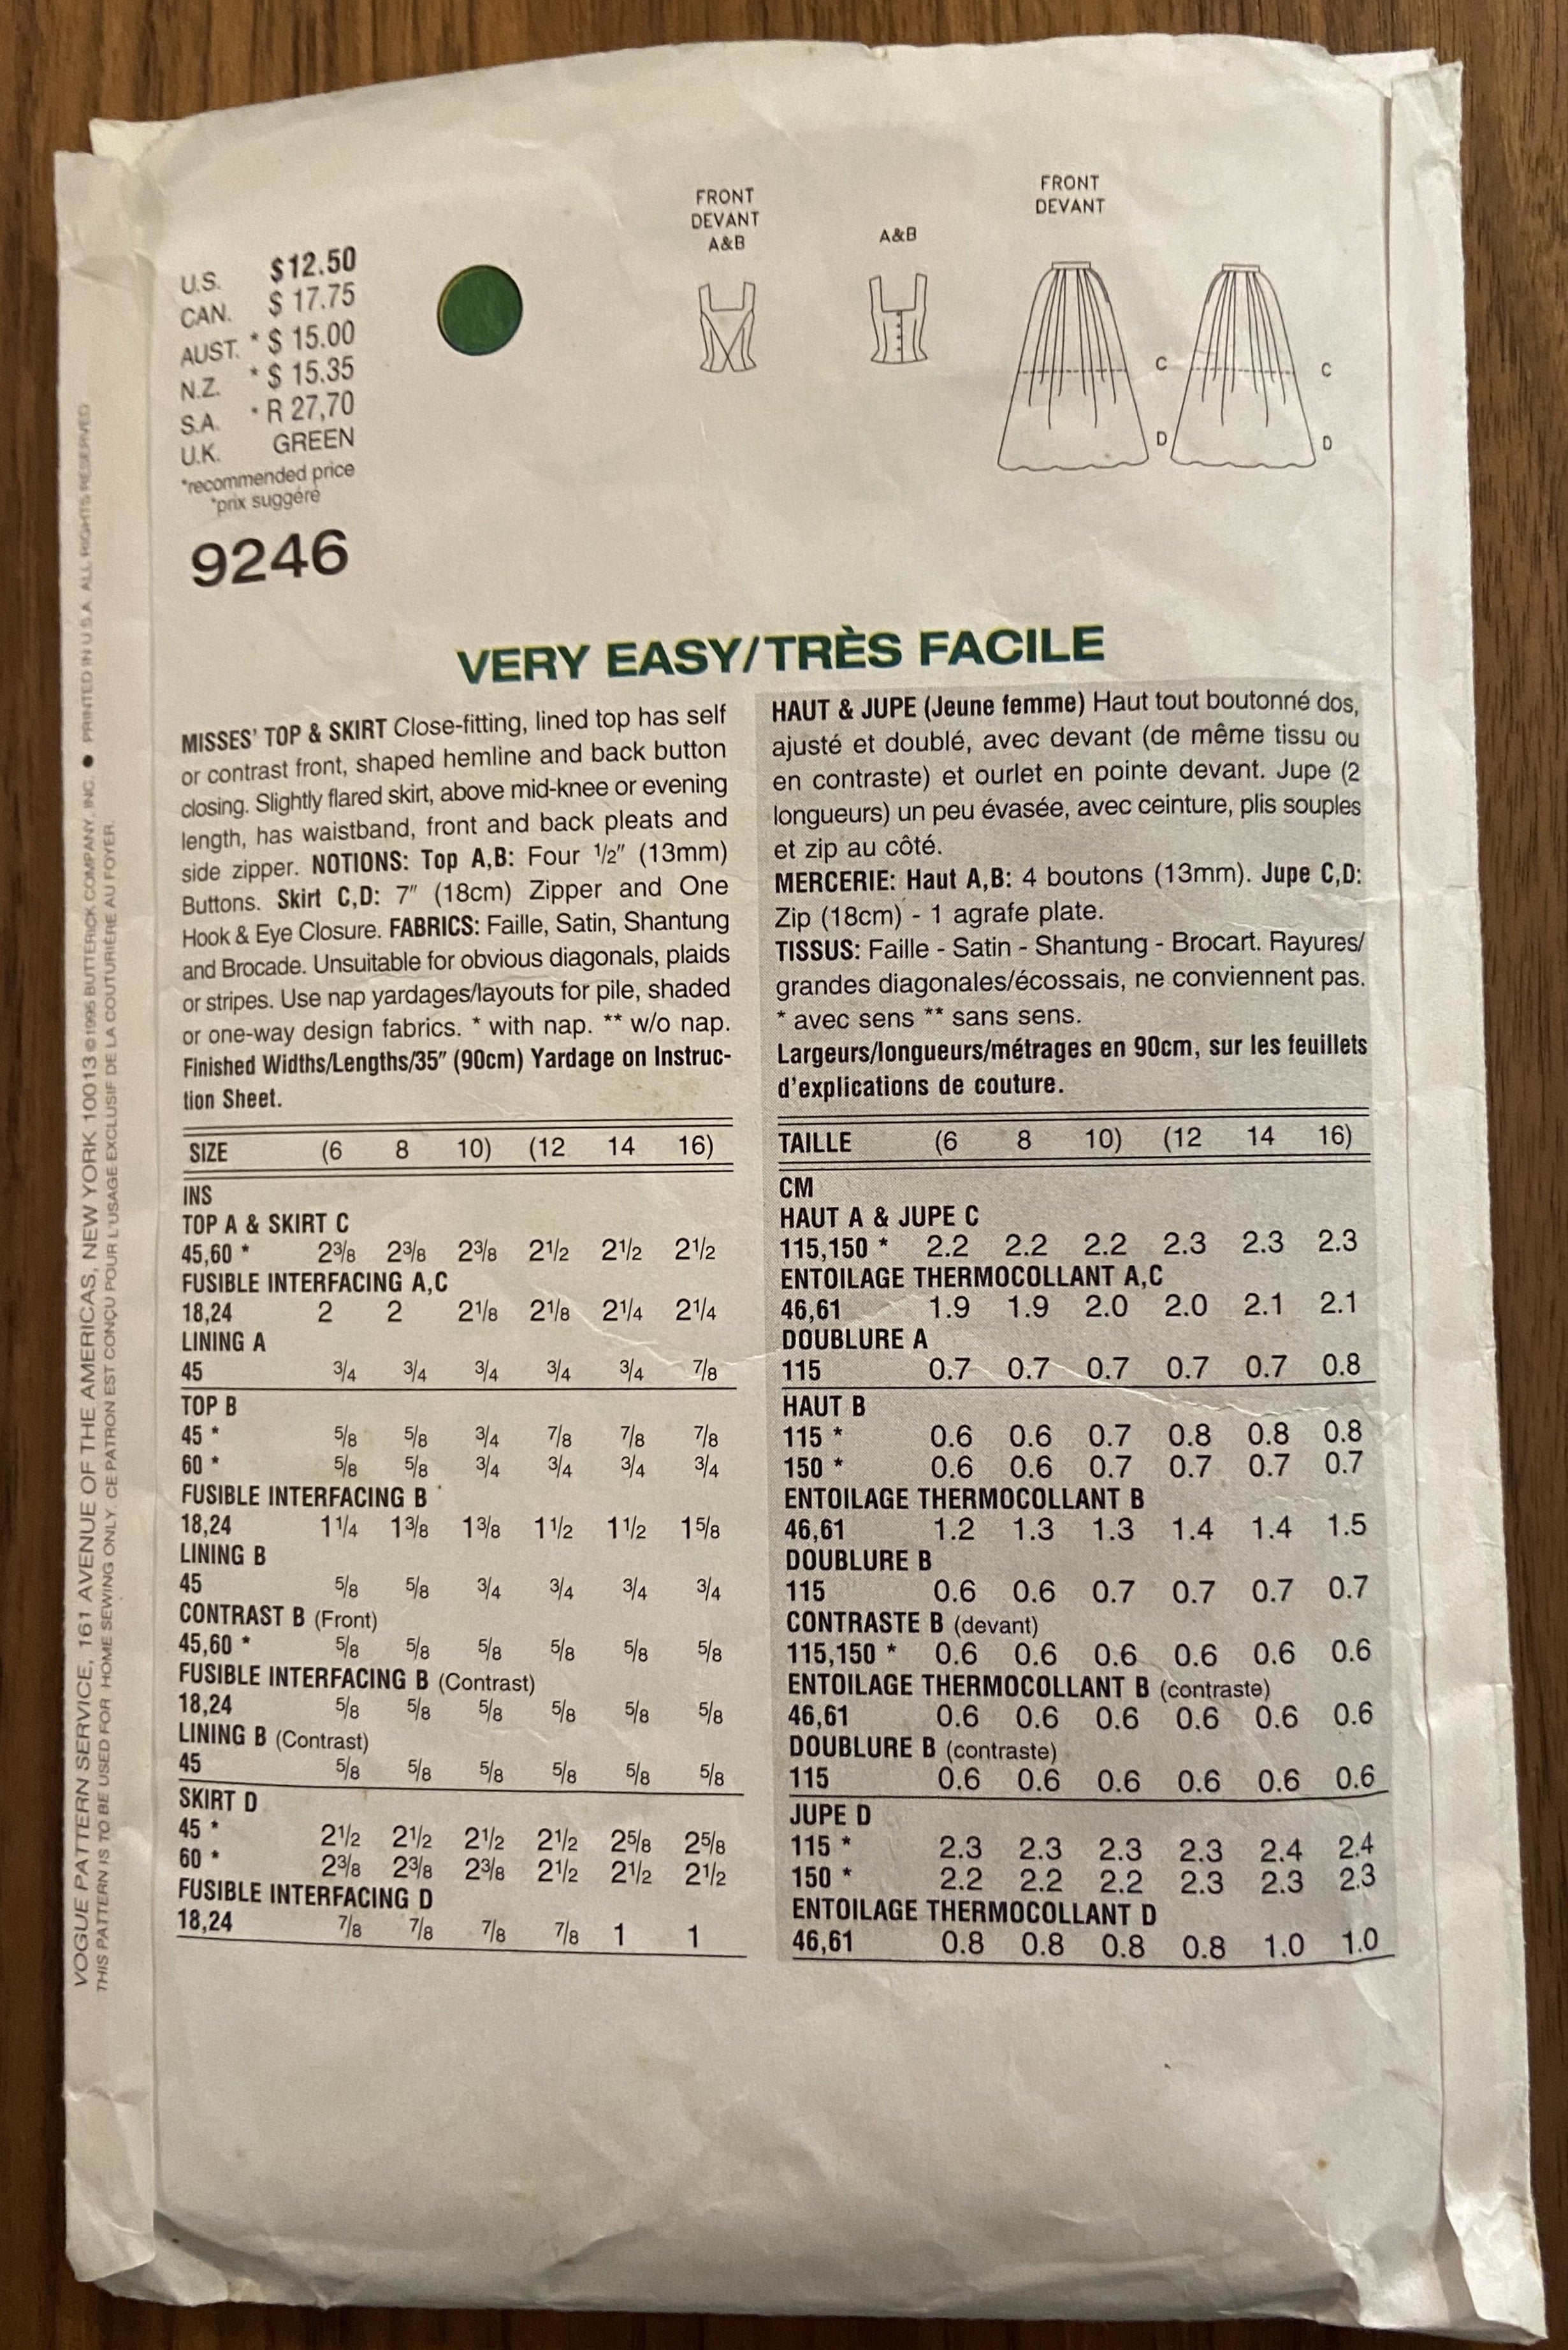 U.S. $12.50
CAN. $ 17.75
AUST. * $ 15.00
N.Z. * $ 15.35
S.A. * R 27,70
U.K. GREEN
*recommended price
*prix suggéré
9246
FRONT
DEVANT
A&B
A&B
FRONT
DEVANT
C
D
C
D
VERY EASY/TRÈS FACILE
MISSES' TOP & SKIRT Close-fitting, lined top has self
or contrast front, shaped hemline and back button
closing. Slightly flared skirt, above mid-knee or evening
length, has waistband, front and back pleats and
side zipper. NOTIONS: Top A,B: Four 1/2" (13mm)
Buttons. Skirt C,D: 7" (18cm) Zipper and One
Hook & Eye Closure. FABRICS: Faille, Satin, Shantung
and Brocade. Unsuitable for obvious diagonals, plaids
or stripes. Use nap yardages/layouts for pile, shaded
or one-way design fabrics. * with nap. ** w/o nap.
Finished Widths/Lengths/35" (90cm) Yardage on Instruc-
tion Sheet.
SIZE (6 8 10) (12 14 16)
INS
TOP A & SKIRT C
45,60 * 2 3/8 2 3/8 2 3/8 2 1/2 2 1/2 2 1/2
FUSIBLE INTERFACING A,C
18,24 2 2 2 1/8 2 1/8 2 1/4 2 1/4
LINING A
45 3/4 3/4 3/4 3/4 3/4 7/8
TOP B
45 * 5/8 5/8 3/4 7/8 7/8 7/8
60 * 5/8 5/8 3/4 3/4 3/4 3/4
FUSIBLE INTERFACING B
18,24 1 1/4 1 3/8 1 3/8 1 1/2 1 1/2 1 5/8
LINING B
45 5/8 5/8 3/4 3/4 3/4 3/4
CONTRAST B (Front)
45,60 * 5/8 5/8 5/8 5/8 5/8 5/8
FUSIBLE INTERFACING B (Contrast)
18,24 5/8 5/8 5/8 5/8 5/8 5/8
LINING B (Contrast)
45 5/8 5/8 5/8 5/8 5/8 5/8
SKIRT D
45 * 2 1/2 2 1/2 2 1/2 2 1/2 2 5/8 2 5/8
60 * 2 3/8 2 3/8 2 3/8 2 1/2 2 1/2 2 1/2
FUSIBLE INTERFACING D
18,24 7/8 7/8 7/8 7/8 1 1
HAUT & JUPE (Jeune femme) Haut tout boutonné dos,
ajusté et doublé, avec devant (de même tissu ou
en contraste) et ourlet en pointe devant. Jupe (2
longueurs) un peu évasée, avec ceinture, plis souples
et zip au côté.
MERCERIE: Haut A,B: 4 boutons (13mm). Jupe C,D:
Zip (18cm) - 1 agrafe plate.
TISSUS: Faille - Satin - Shantung - Brocart. Rayures/
grandes diagonales/écossais, ne conviennent pas.
* avec sens ** sans sens.
Largeurs/longueurs/métrages en 90cm, sur les feuillets
d'explications de couture.
TAILLE (6 8 10) (12 14 16)
CM
HAUT A & JUPE C
115,150 * 2.2 2.2 2.2 2.3 2.3 2.3
ENTOILAGE THERMOCOLLANT A,C
46,61 1.9 1.9 2.0 2.0 2.1 2.1
DOUBLURE A
115 0.7 0.7 0.7 0.7 0.7 0.8
HAUT B
115 * 0.6 0.6 0.7 0.8 0.8 0.8
150 * 0.6 0.6 0.7 0.7 0.7 0.7
ENTOILAGE THERMOCOLLANT B
46,61 1.2 1.3 1.3 1.4 1.4 1.5
DOUBLURE B
115 0.6 0.6 0.7 0.7 0.7 0.7
CONTRASTE B (devant)
115,150 * 0.6 0.6 0.6 0.6 0.6 0.6
ENTOILAGE THERMOCOLLANT B (contraste)
46,61 0.6 0.6 0.6 0.6 0.6 0.6
DOUBLURE B (contraste)
115 0.6 0.6 0.6 0.6 0.6 0.6
JUPE D
115 * 2.3 2.3 2.3 2.3 2.4 2.4
150 * 2.2 2.2 2.2 2.3 2.3 2.3
ENTOILAGE THERMOCOLLANT D
46,61 0.8 0.8 0.8 0.8 1.0 1.0
VOGUE PATTERN SERVICE, 161 AVENUE OF THE AMERICAS, NEW YORK 10013 ©1995 BUTTERICK COMPANY, INC. ● PRINTED IN U.S.A. ALL RIGHTS RESERVED
THIS PATTERN IS TO BE USED FOR HOME SEWING ONLY. CE PATRON EST CONÇU POUR L'USAGE EXCLUSIF DE LA COUTURIÈRE AU FOYER